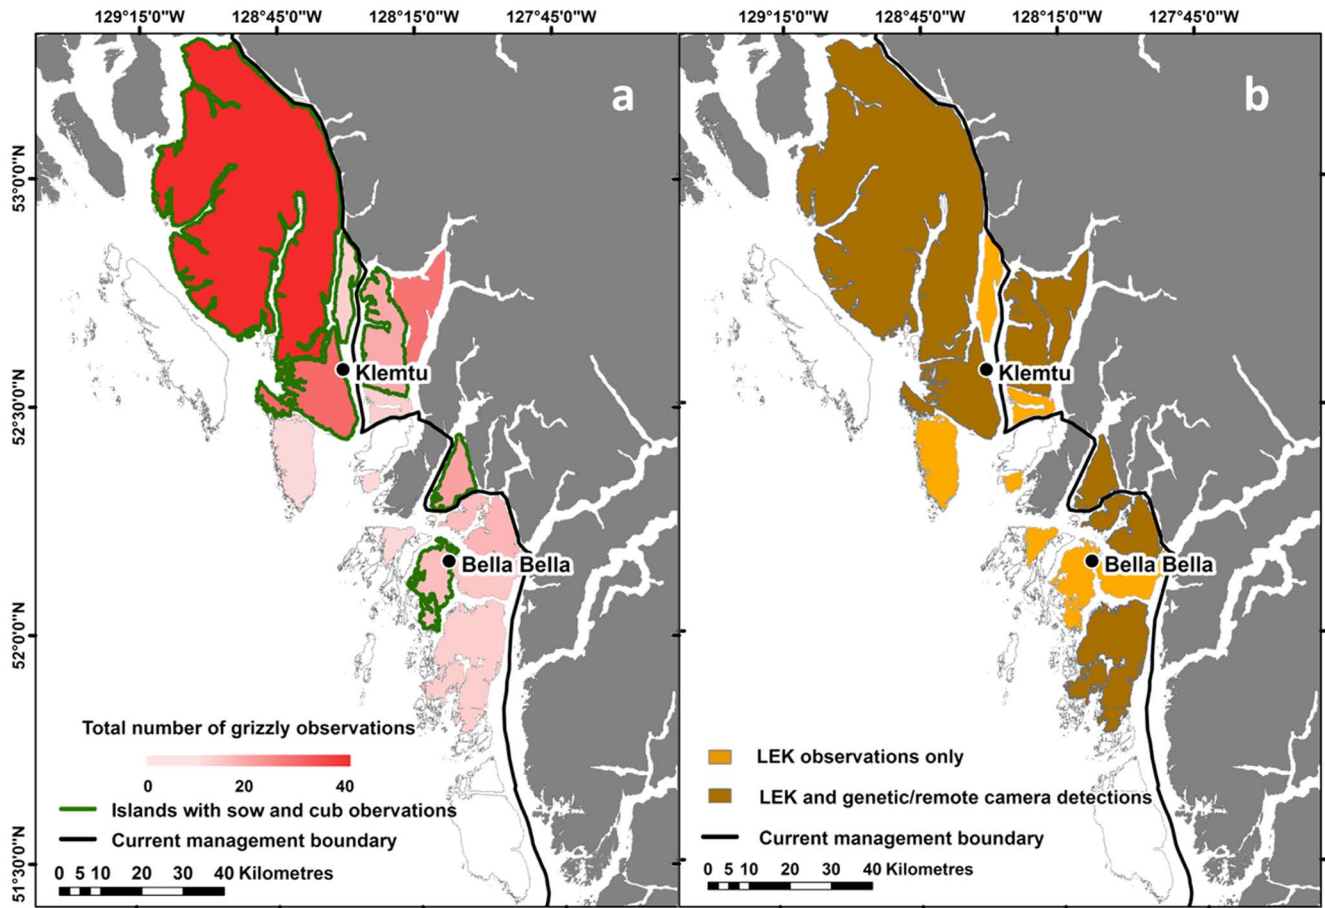 129°15'0"W 128°45'0"W 128°15'0"W 127°45'0"W
129°15'0"W 128°45'0"W 128°15'0"W 127°45'0"W
a
b
53°0'0"N
52°30'0"N
52°0'0"N
51°30'0"N
Klemtu
Bella Bella
Total number of grizzly observations
0 20 40
Islands with sow and cub obervations
Current management boundary
0 5 10 20 30 40 Kilometres
Klemtu
Bella Bella
LEK observations only
LEK and genetic/remote camera detections
Current management boundary
0 5 10 20 30 40 Kilometres